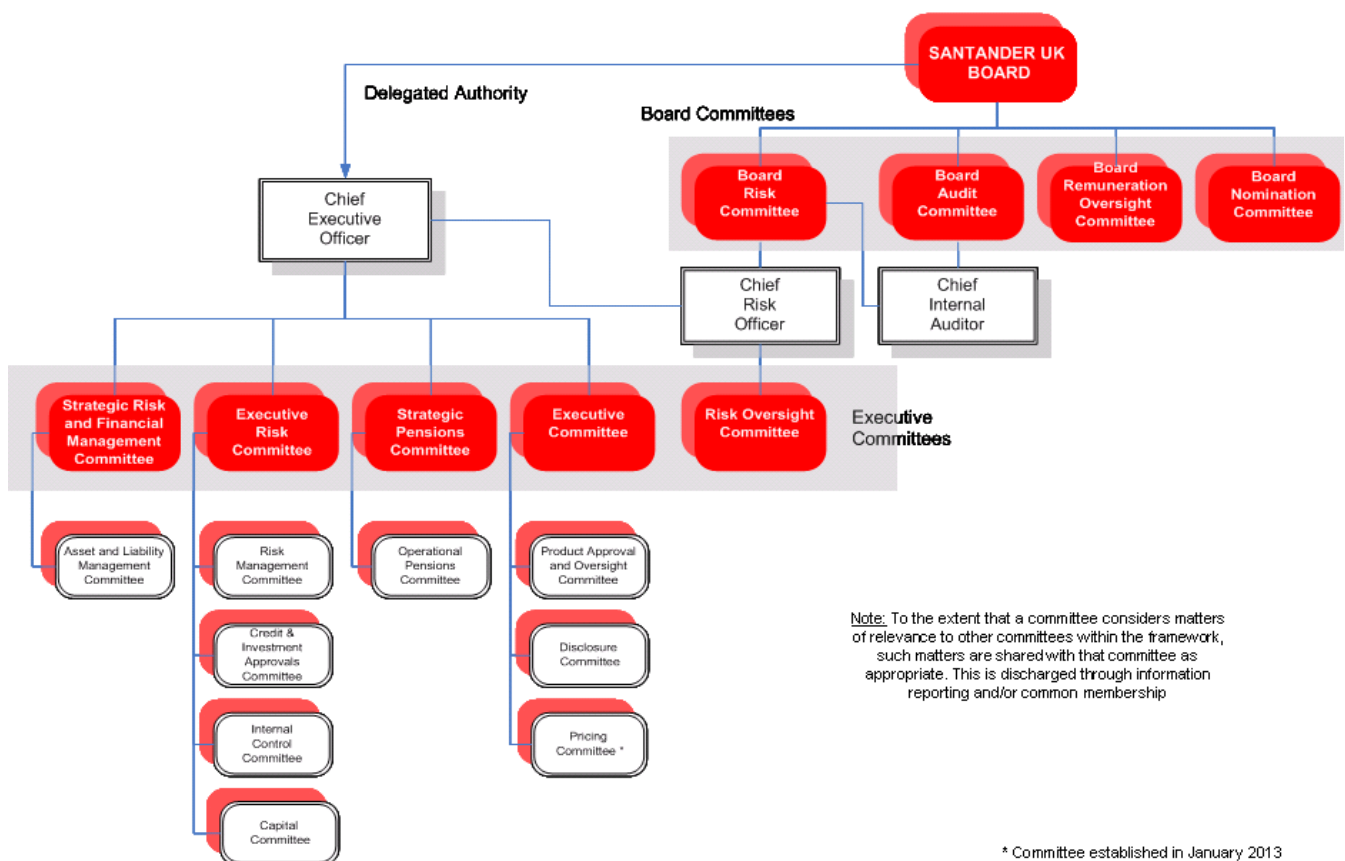 SANTANDER UK
BOARD
Delegated Authority
Board Committees
Board
Risk
Committee
Board
Audit
Committee
Board
Remuneration
Oversight
Committee
Board
Nomination
Committee
Chief
Executive
Officer
Chief
Risk
Officer
Chief
Internal
Auditor
Strategic Risk
and Financial
Management
Committee
Executive
Risk
Committee
Strategic
Pensions
Committee
Executive
Committee
Risk Oversight
Committee
Executive
Committees
Asset and Liability
Management
Committee
Risk
Management
Committee
Operational
Pensions
Committee
Product Approval
and Oversight
Committee
Credit &
Investment
Approvals
Committee
Disclosure
Committee
Internal
Control
Committee
Pricing
Committee *
Capital
Committee
Note: To the extent that a committee considers matters
of relevance to other committees within the framework,
such matters are shared with that committee as
appropriate. This is discharged through information
reporting and/or common membership
* Committee established in January 2013